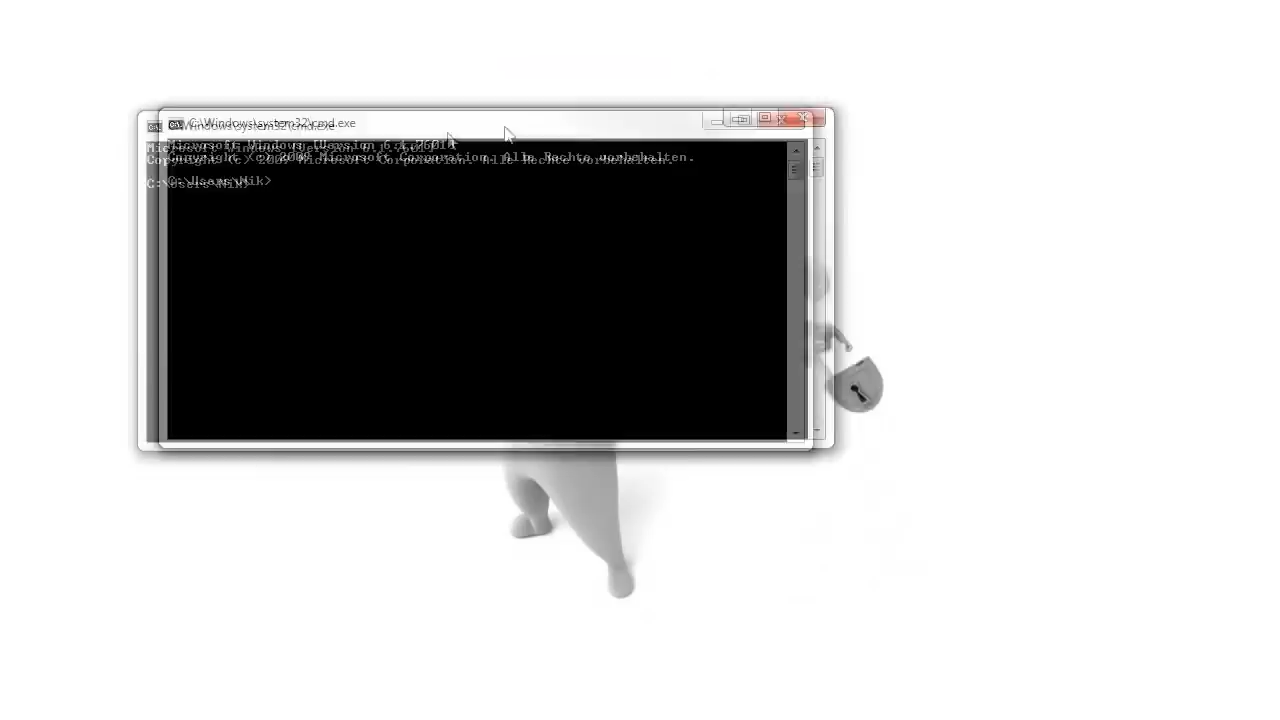 C:\Windows\system32\cmd.exe
Microsoft Windows [Version 6.1.7601]
Copyright (c) 2009 Microsoft Corporation. Alle Rechte vorbehalten.
C:\Users\Nik>